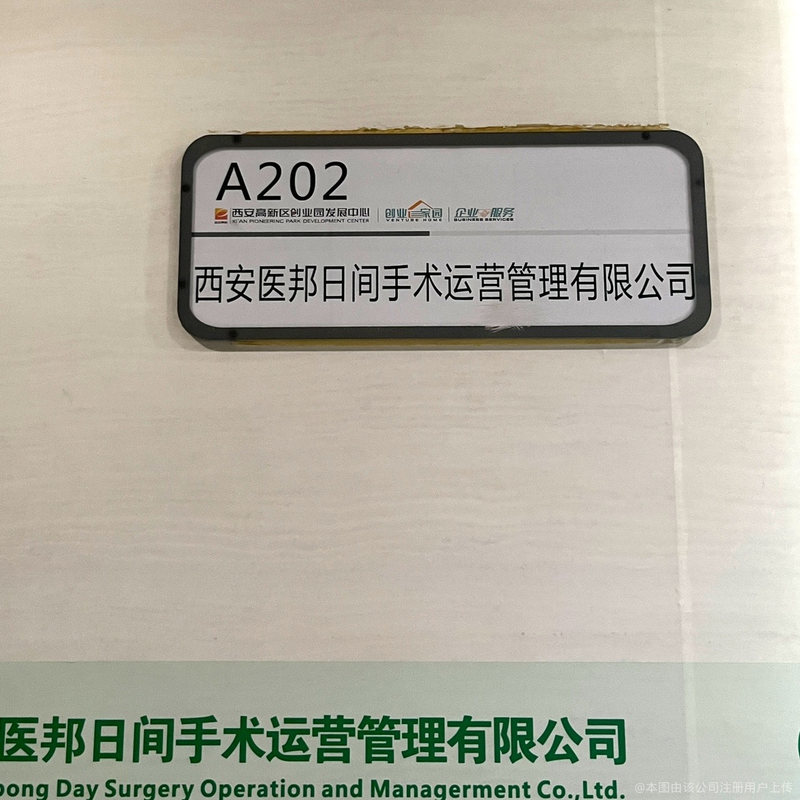 A202
西安高新区创业园发展中心 创业家园 企业服务
XI'AN PIONEERING PARK DEVELOPMENT CENTER VENTURE HOME BUSINESS SERVICES
西安医邦日间手术运营管理有限公司
医邦日间手术运营管理有限公司
Day Surgery Operation and Managerment Co.,Ltd.
@本图由该公司注册用户上传